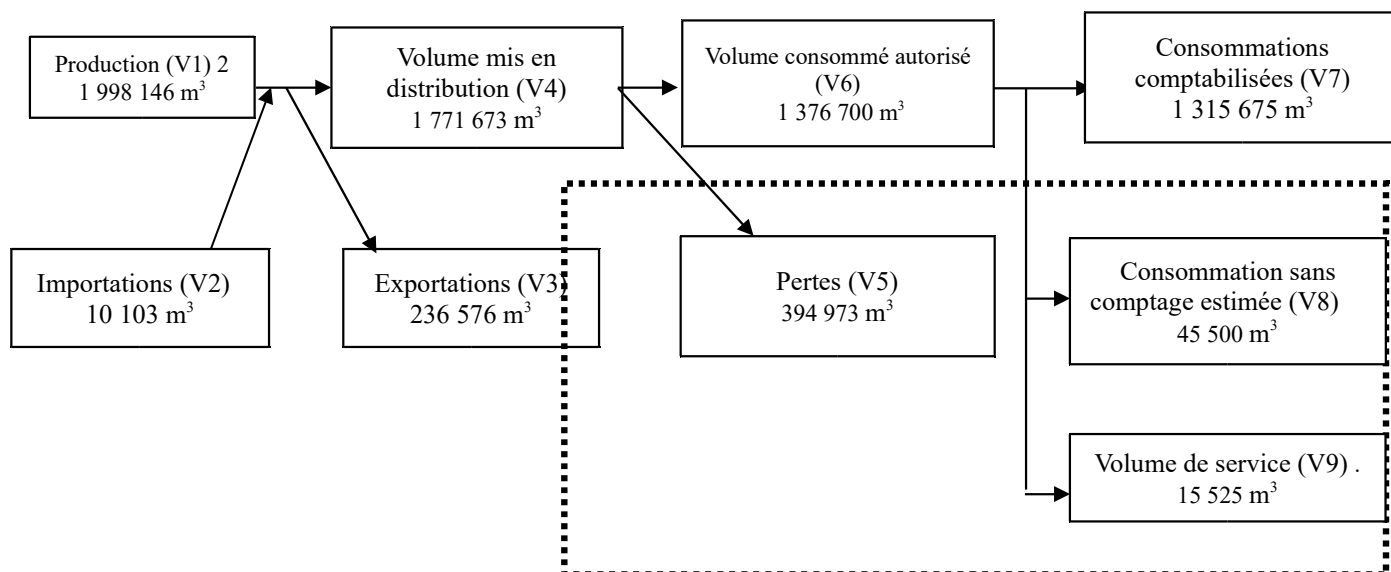 Production (V1) 2
1 998 146 m³
Volume mis en
distribution (V4)
1 771 673 m³
Volume consommé autorisé
(V6)
1 376 700 m³
Consommations
comptabilisées (V7)
1 315 675 m³
Importations (V2)
10 103 m³
Exportations (V3)
236 576 m³
Pertes (V5)
394 973 m³
Consommation sans
comptage estimée (V8)
45 500 m³
Volume de service (V9) .
15 525 m³